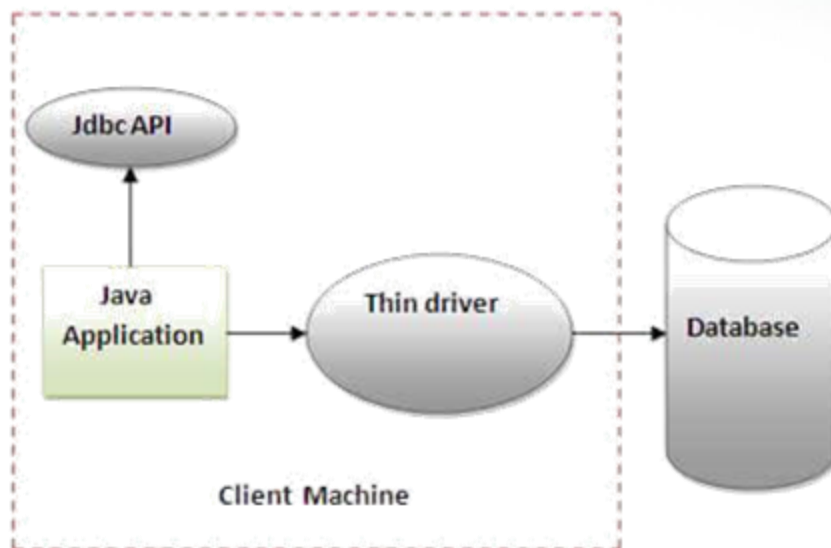 Jdbc API
Java
Application
Thin driver
Database
Client Machine